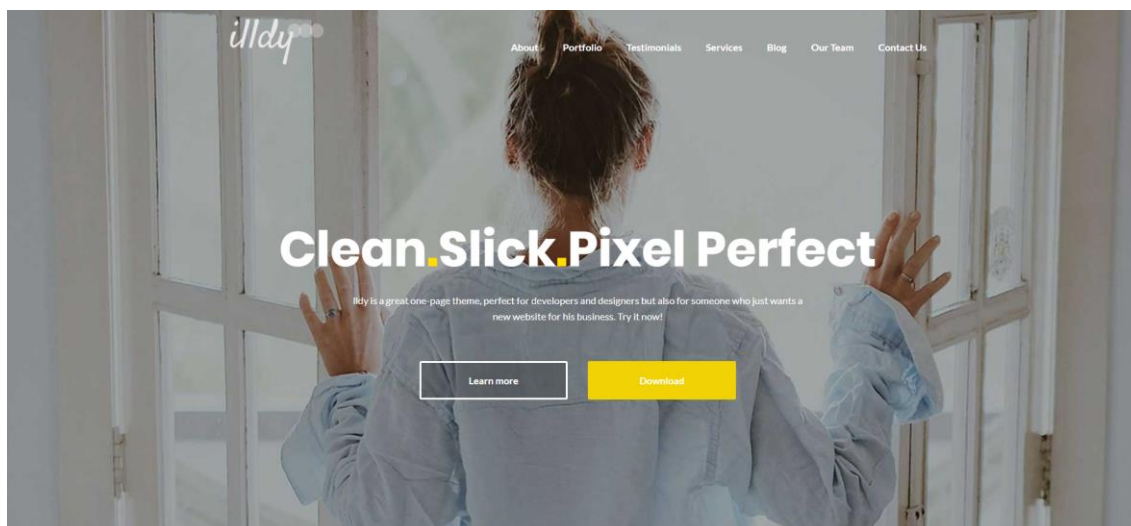 illdy
About Portfolio Testimonials Services Blog Our Team Contact Us
Clean.Slick.Pixel Perfect
lldy is a great one-page theme, perfect for developers and designers but also for someone who just wants a
new website for his business. Try it now!
Learn more Download